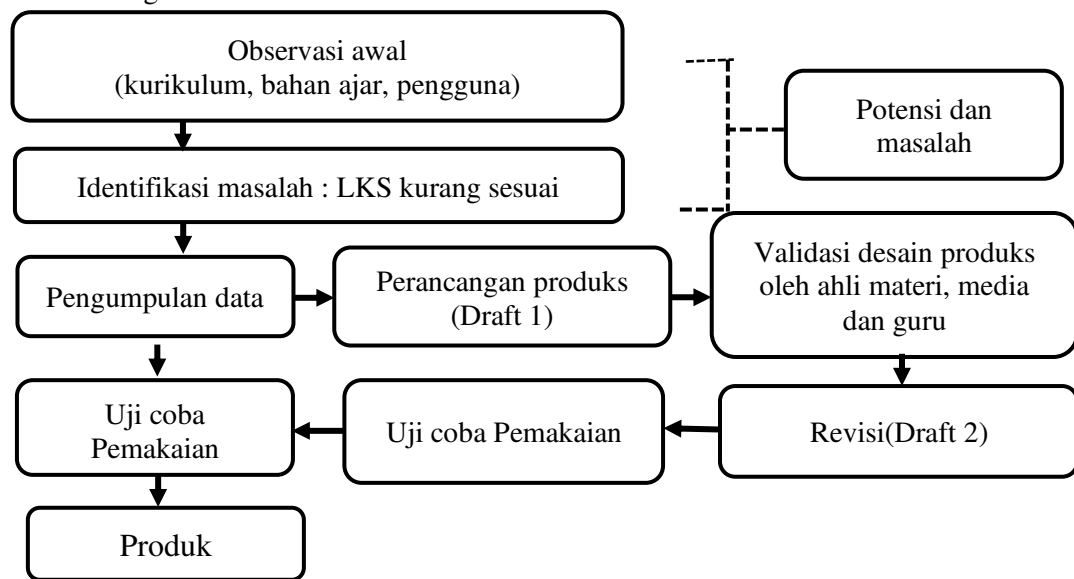 Observasi awal
(kurikulum, bahan ajar, pengguna)
Potensi dan
masalah
Identifikasi masalah : LKS kurang sesuai
Pengumpulan data
Perancangan produks
(Draft 1)
Validasi desain produks
oleh ahli materi, media
dan guru
Uji coba
Pemakaian
Uji coba Pemakaian
Revisi(Draft 2)
Produk